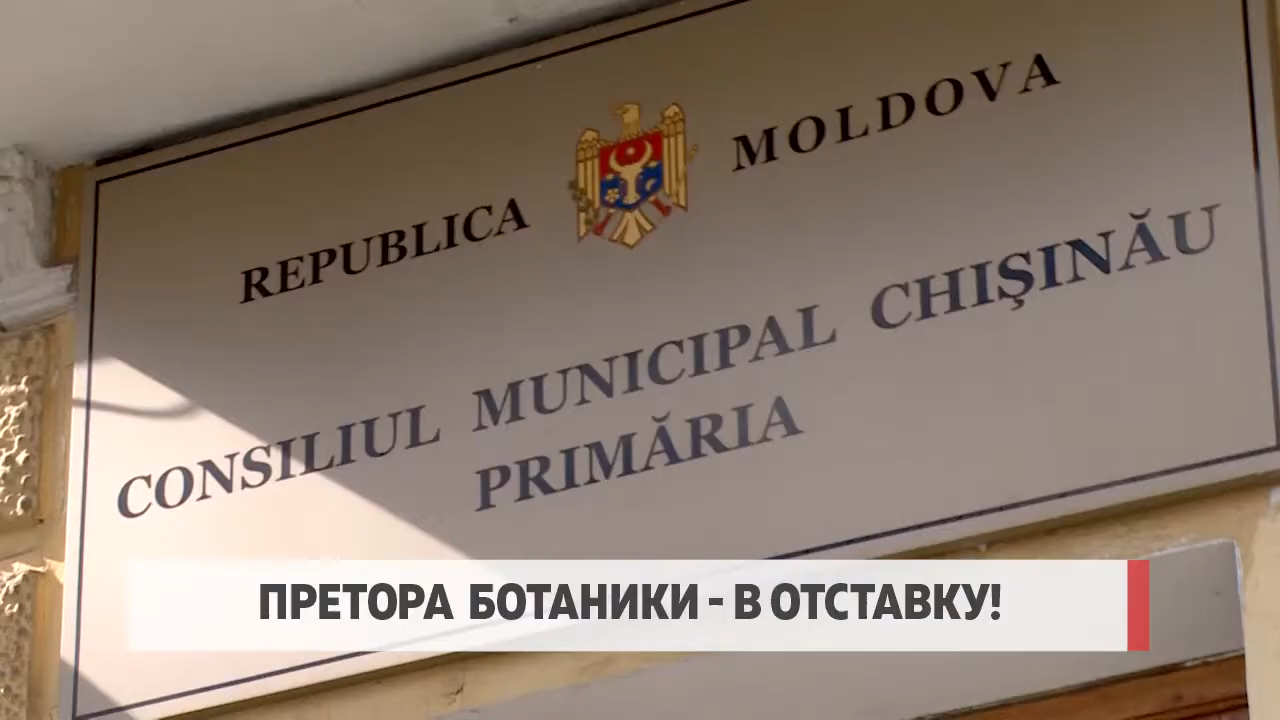 REPUBLICA MOLDOVA
CONSILIUL MUNICIPAL CHIŞINĂU
PRIMĂRIA
ПРЕТОРА БОТАНИКИ - В ОТСТАВКУ!